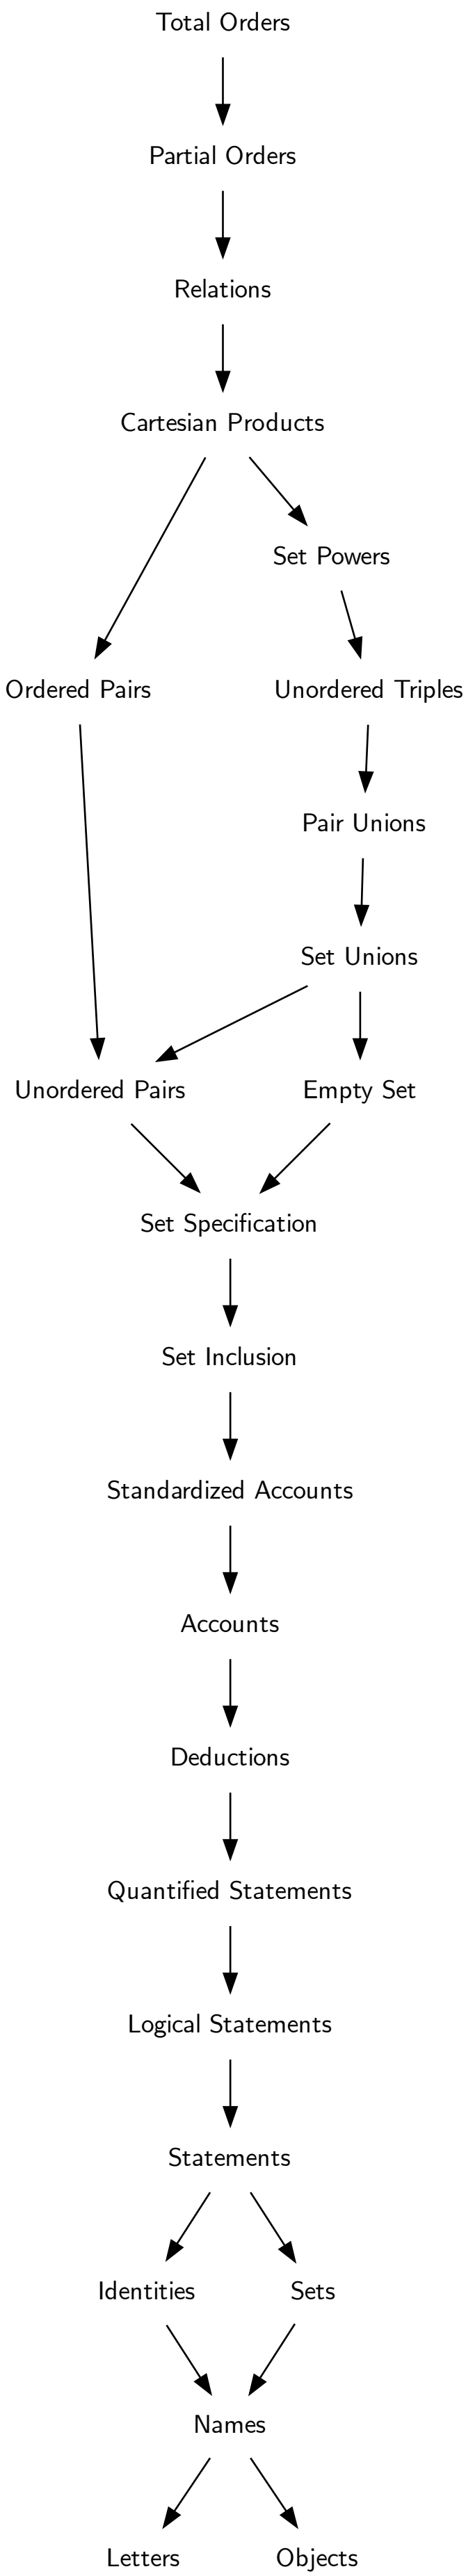 Total Orders
Partial Orders
Relations
Cartesian Products
Set Powers
Ordered Pairs
Unordered Triples
Pair Unions
Set Unions
Unordered Pairs
Empty Set
Set Specification
Set Inclusion
Standardized Accounts
Accounts
Deductions
Quantified Statements
Logical Statements
Statements
Identities
Sets
Names
Letters
Objects